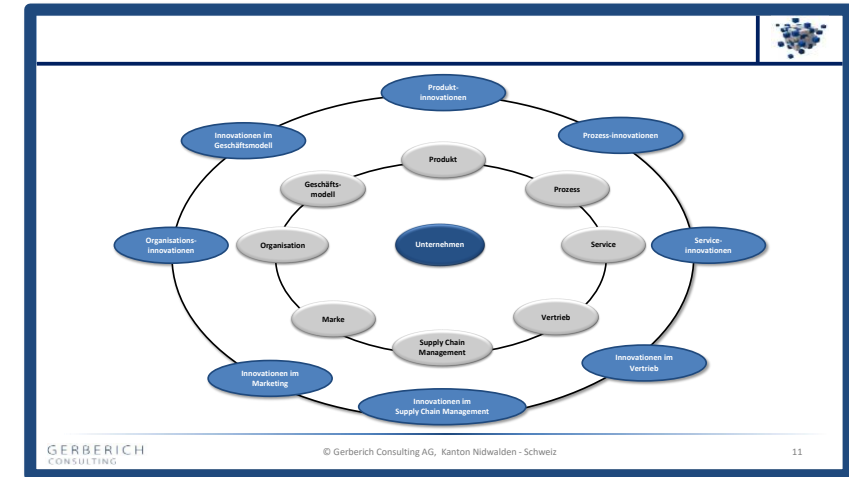 Produkt-
innovationen
Innovationen im
Geschäftsmodell
Prozess-innovationen
Produkt
Geschäfts-
modell
Prozess
Organisations-
innovationen
Organisation
Unternehmen
Service
Service-
innovationen
Marke
Vertrieb
Supply Chain
Management
Innovationen im
Vertrieb
Innovationen im
Marketing
Innovationen im
Supply Chain Management
GERBERICH
CONSULTING
© Gerberich Consulting AG, Kanton Nidwalden - Schweiz
11